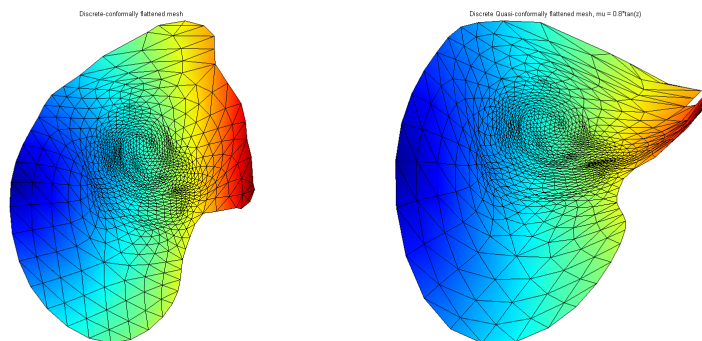 Discrete-conformally flattened mesh
Discrete Quasi-conformally flattened mesh, mu = 0.8*tan(z)